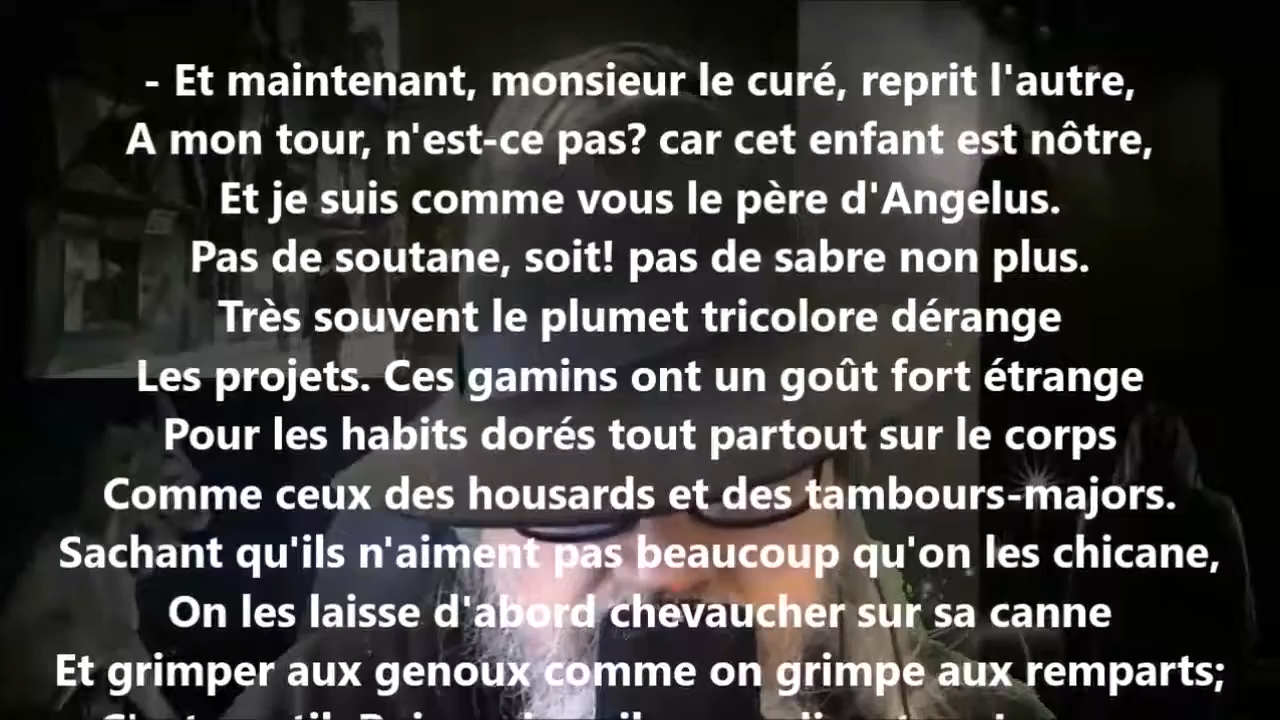 - Et maintenant, monsieur le curé, reprit l'autre,
A mon tour, n'est-ce pas? car cet enfant est nôtre,
Et je suis comme vous le père d'Angelus.
Pas de soutane, soit! pas de sabre non plus.
Très souvent le plumet tricolore dérange
Les projets. Ces gamins ont un goût fort étrange
Pour les habits dorés tout partout sur le corps
Comme ceux des housards et des tambours-majors.
Sachant qu'ils n'aiment pas beaucoup qu'on les chicane,
On les laisse d'abord chevaucher sur sa canne
Et grimper aux genoux comme on grimpe aux remparts;